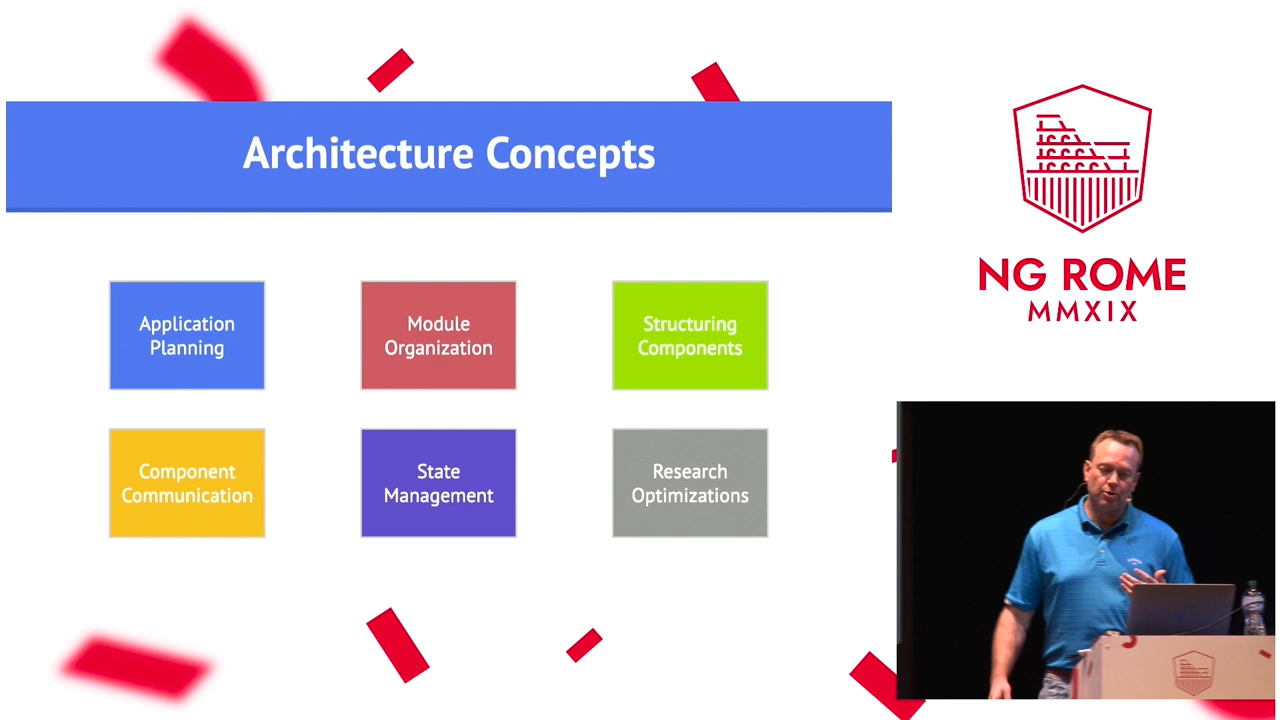 Architecture Concepts
Application
Planning
Module
Organization
Structuring
Components
Component
Communication
State
Management
Research
Optimizations
NG ROME
MMXIX